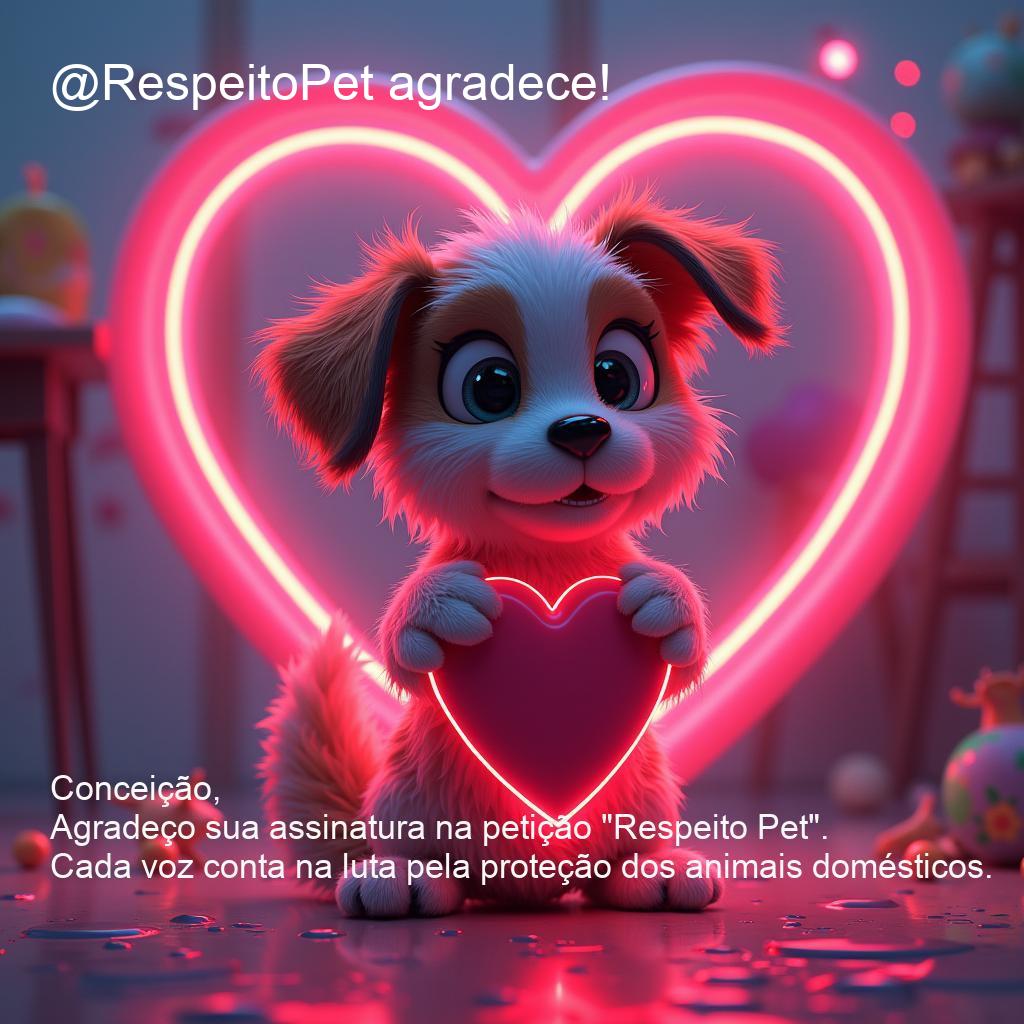 @RespeitoPet agradece!
Conceição,
Agradeço sua assinatura na petição "Respeito Pet".
Cada voz conta na luta pela proteção dos animais domésticos.